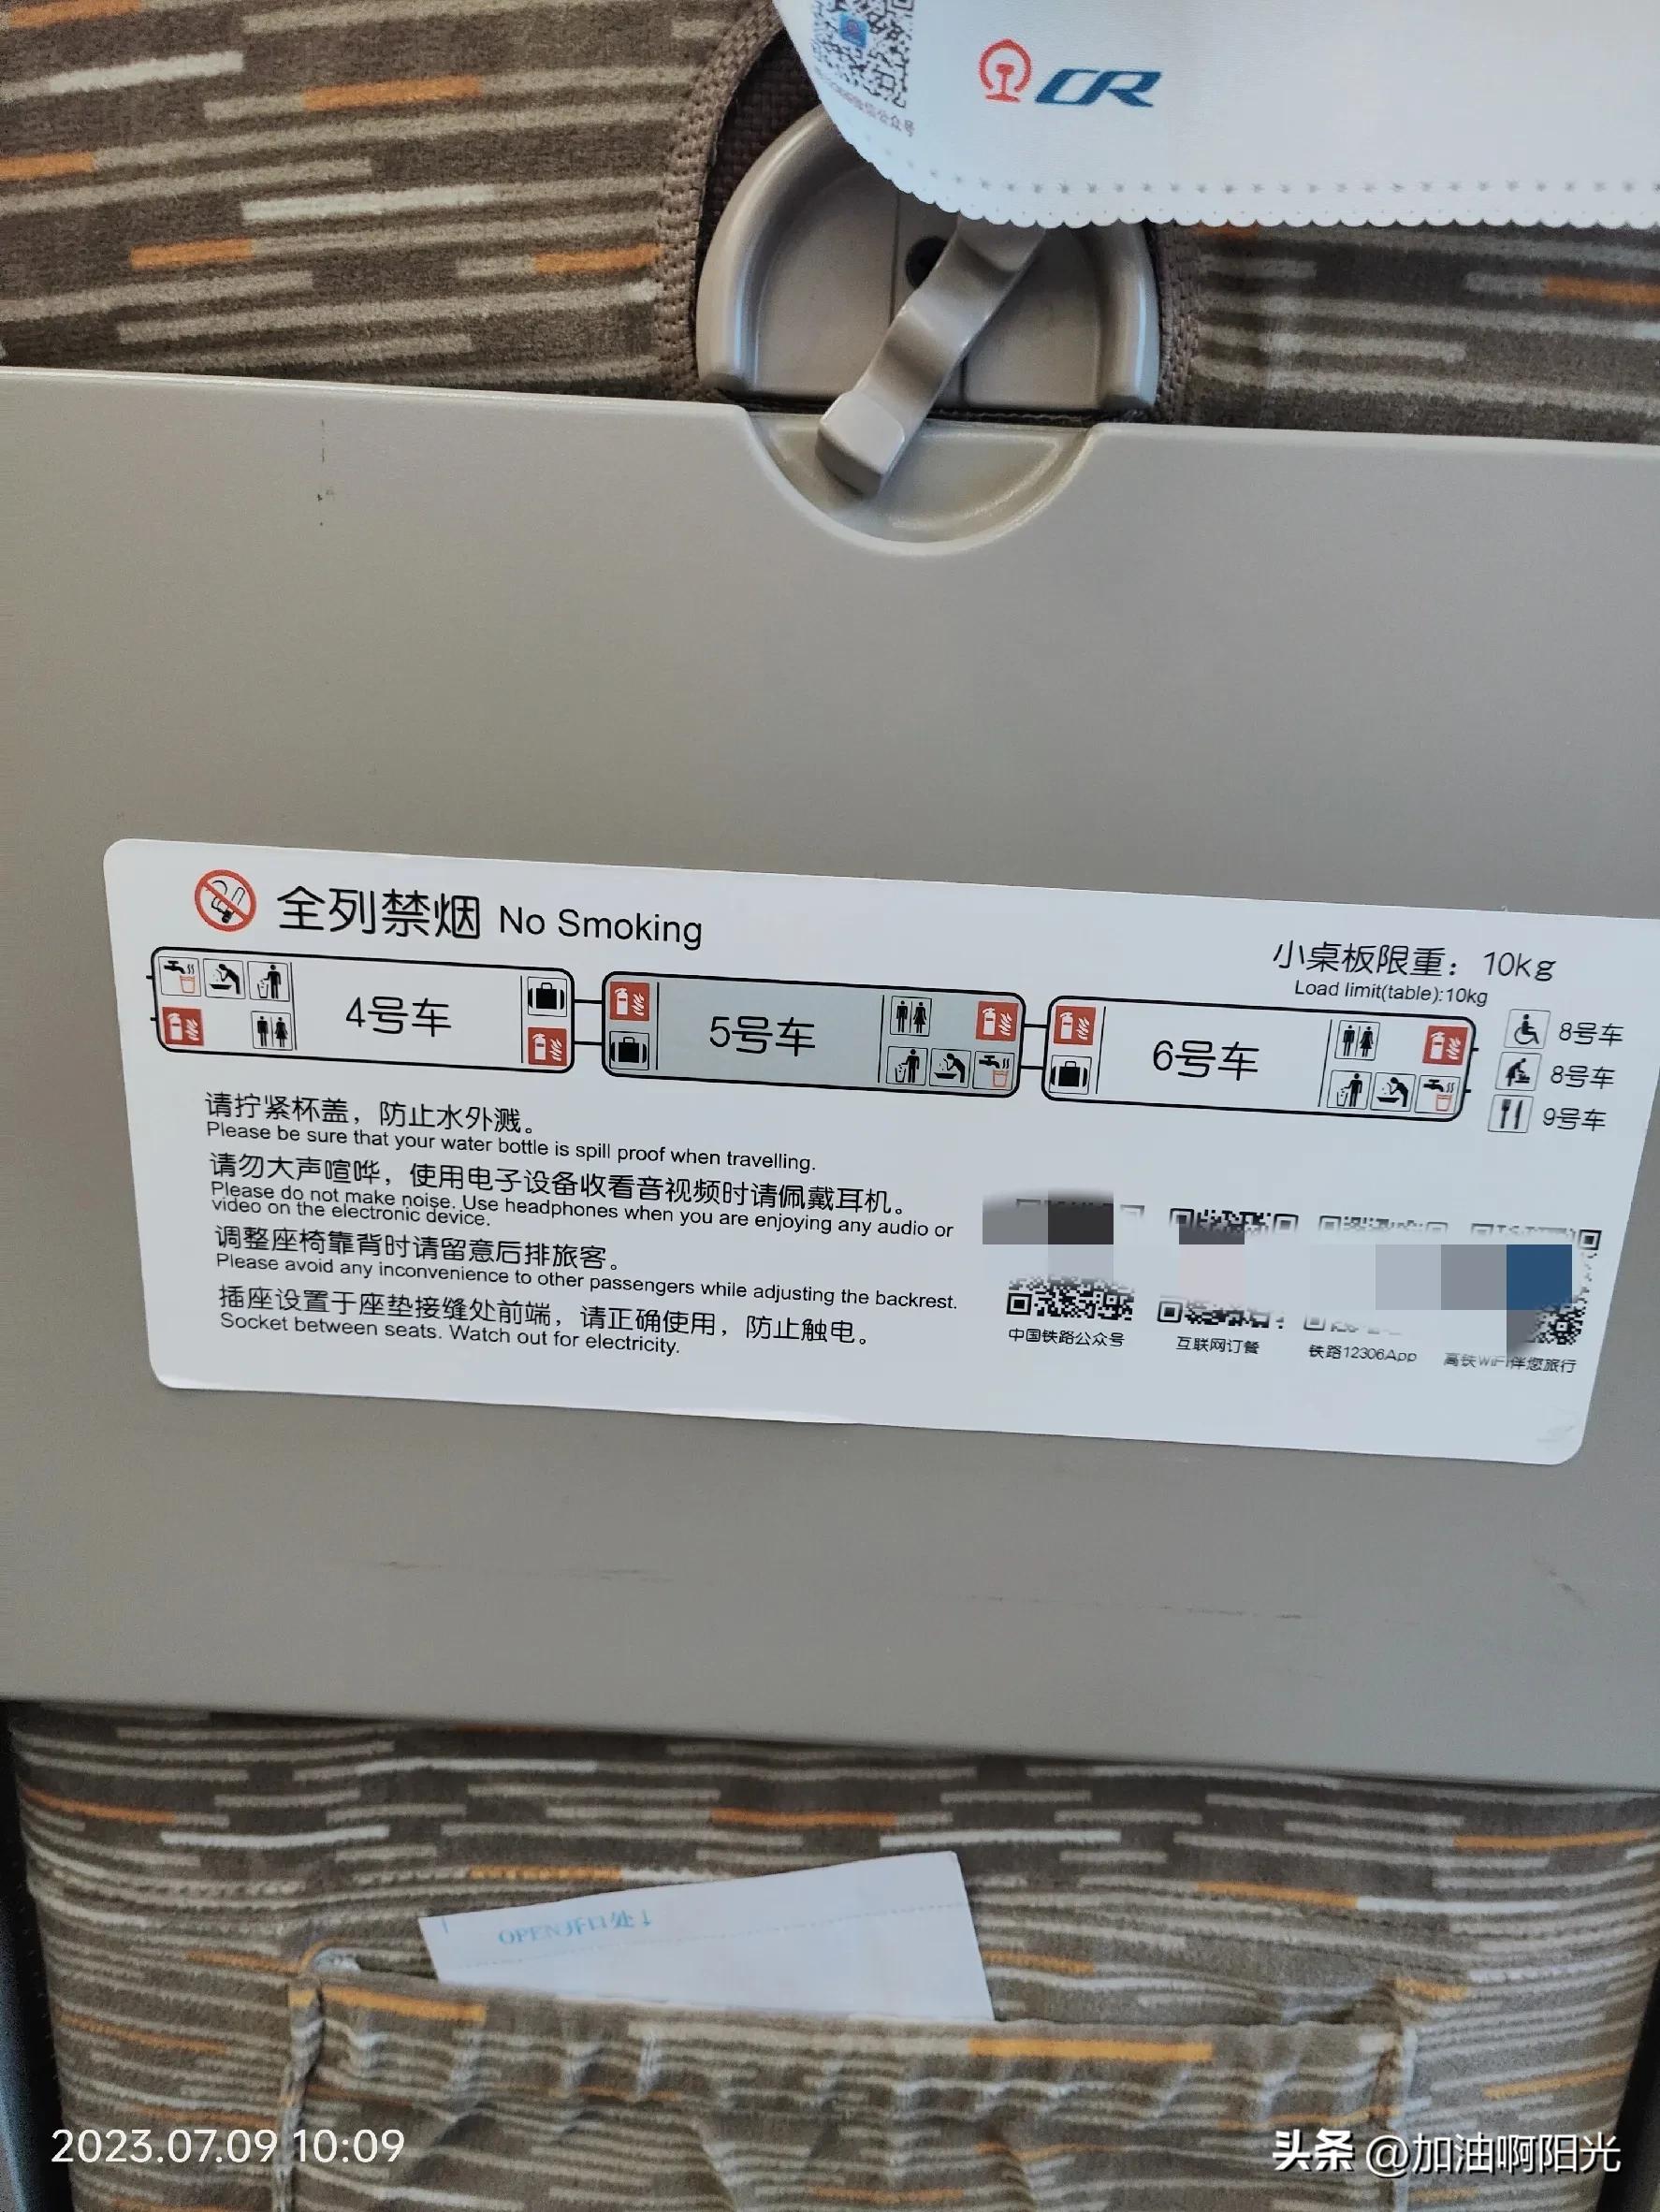 CR
全列禁烟 No Smoking
小桌板限重：10kg
Load limit(table):10kg
4号车
5号车
6号车
8号车
8号车
9号车
请拧紧杯盖，防止水外溅。
Please be sure that your water bottle is spill proof when travelling.
请勿大声喧哗，使用电子设备收看音视频时请佩戴耳机。
Please do not make noise. Use headphones when you are enjoying any audio or
video on the electronic device.
调整座椅靠背时请留意后排旅客。
Please avoid any inconvenience to other passengers while adjusting the backrest.
插座设置于座垫接缝处前端，请正确使用，防止触电。
Socket between seats. Watch out for electricity.
中国铁路公众号
互联网订餐
铁路12306App
高铁WiFi伴您旅行
OPEN开口处↓
2023.07.09 10:09
头条 @加油啊阳光